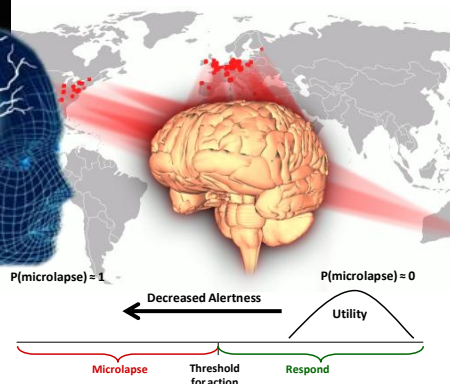 P(microlapse) ≈ 1
P(microlapse) ≈ 0
Decreased Alertness
Utility
Microlapse
Threshold
for action
Respond